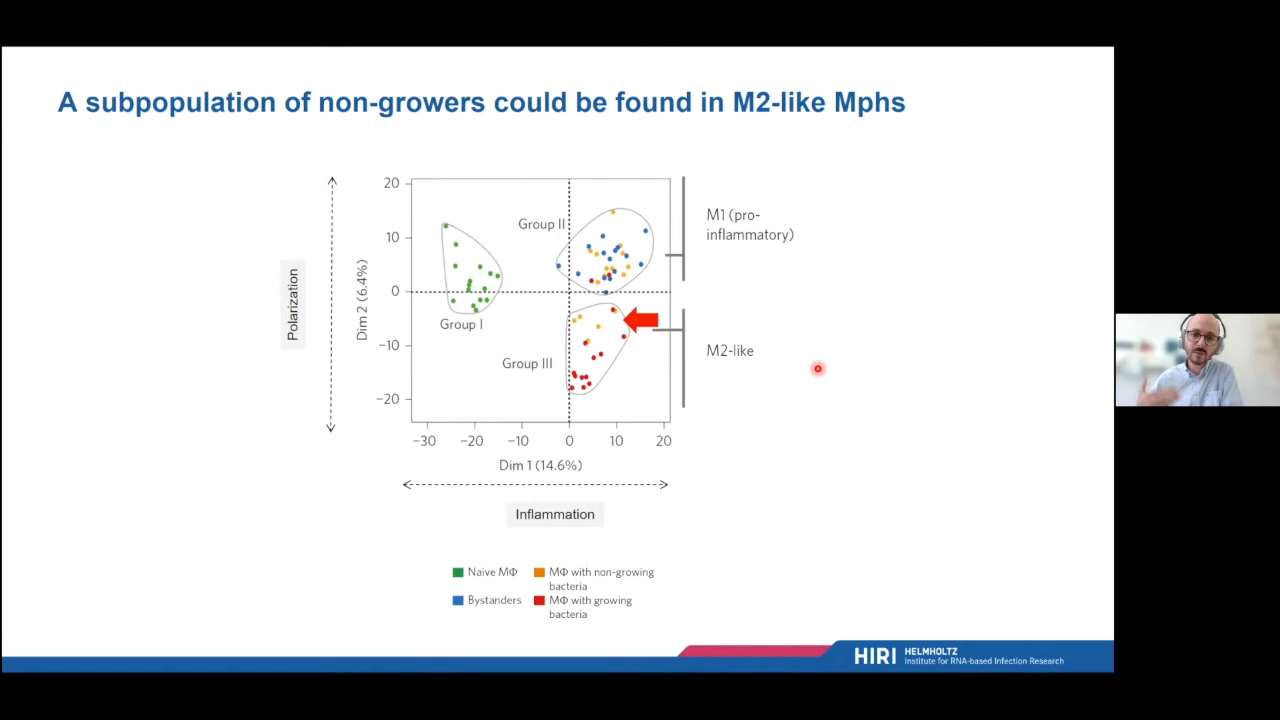 A subpopulation of non-growers could be found in M2-like Mphs
20
10
0
−10
−20
Dim 2 (6.4%)
Polarization
Group I
Group II
Group III
M1 (pro-
inflammatory)
M2-like
−30
−20
−10
0
10
20
Dim 1 (14.6%)
Inflammation
Naive MΦ
MΦ with non-growing
bacteria
Bystanders
MΦ with growing
bacteria
HIRI
HELMHOLTZ
Institute for RNA-based Infection Research